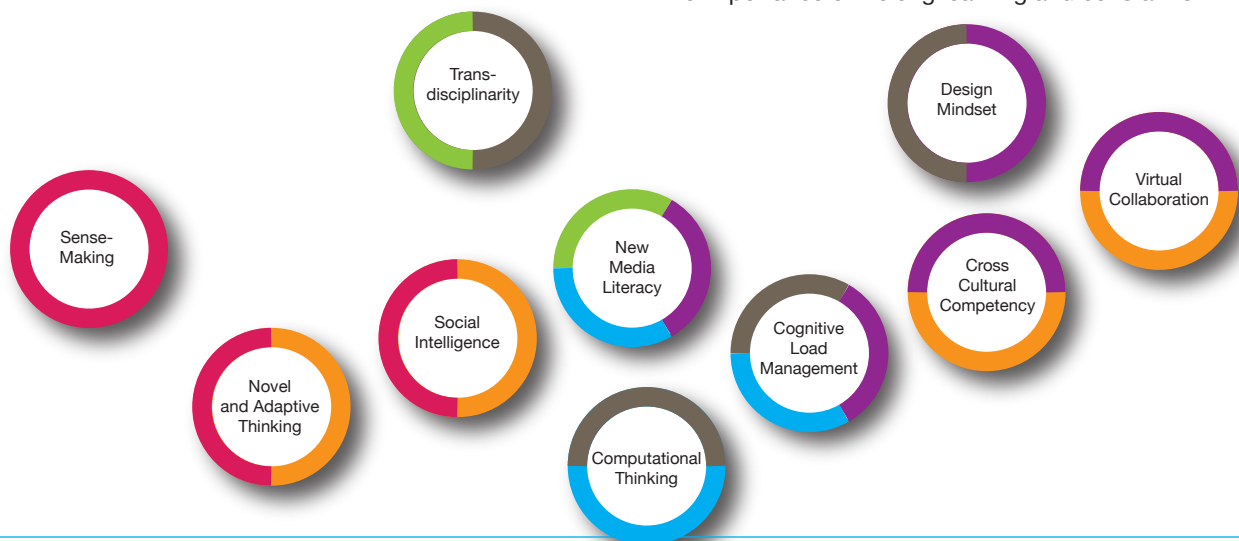 Trans-
disciplinarity
Design
Mindset
Virtual
Collaboration
Sense-
Making
New
Media
Literacy
Cross
Cultural
Competency
Social
Intelligence
Cognitive
Load
Management
Novel
and Adaptive
Thinking
Computational
Thinking